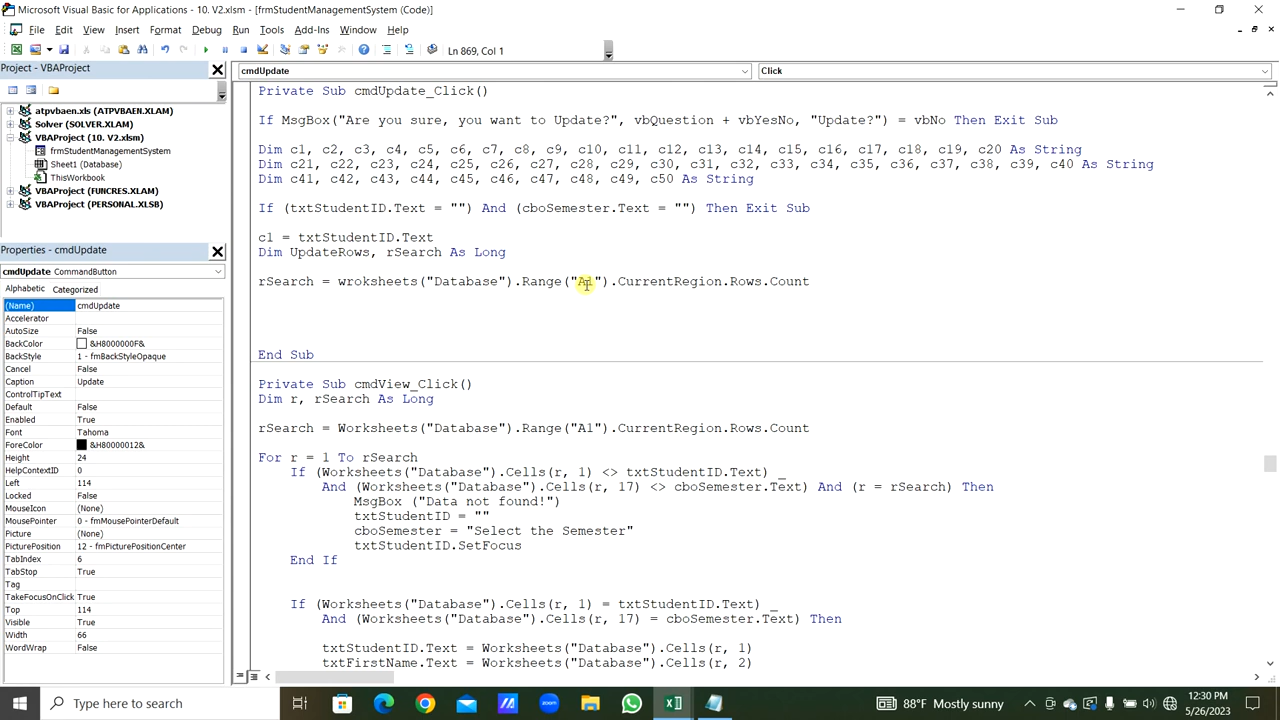 Microsoft Visual Basic for Applications - 10. V2.xlsm - [frmStudentManagementSystem (Code)]
File Edit View Insert Format Debug Run Tools Add-Ins Window Help
Ln 869, Col 1
Project - VBAProject
atpvbaen.xls (ATPVBAEN.XLAM)
Solver (SOLVER.XLAM)
VBAProject (10. V2.xlsm)
frmStudentManagementSystem
Sheet1 (Database)
ThisWorkbook
VBAProject (FUNCRES.XLAM)
VBAProject (PERSONAL.XLSB)
Properties - cmdUpdate
cmdUpdate CommandButton
Alphabetic Categorized
(Name) cmdUpdate
Accelerator
AutoSize False
BackColor &H8000000F&
BackStyle 1 - fmBackStyleOpaque
Cancel False
Caption Update
ControlTipText
Default False
Enabled True
Font Tahoma
ForeColor &H80000012&
Height 24
HelpContextID 0
Left 114
Locked False
MouseIcon (None)
MousePointer 0 - fmMousePointerDefault
Picture (None)
PicturePosition 12 - fmPicturePositionCenter
TabIndex 6
TabStop True
Tag
TakeFocusOnClick True
Top 114
Visible True
Width 66
WordWrap False
cmdUpdate Click
Private Sub cmdUpdate_Click()
If MsgBox("Are you sure, you want to Update?", vbQuestion + vbYesNo, "Update?") = vbNo Then Exit Sub
Dim c1, c2, c3, c4, c5, c6, c7, c8, c9, c10, c11, c12, c13, c14, c15, c16, c17, c18, c19, c20 As String
Dim c21, c22, c23, c24, c25, c26, c27, c28, c29, c30, c31, c32, c33, c34, c35, c36, c37, c38, c39, c40 As String
Dim c41, c42, c43, c44, c45, c46, c47, c48, c49, c50 As String
If (txtStudentID.Text = "") And (cboSemester.Text = "") Then Exit Sub
c1 = txtStudentID.Text
Dim UpdateRows, rSearch As Long
rSearch = wroksheets("Database").Range("A1").CurrentRegion.Rows.Count
End Sub
Private Sub cmdView_Click()
Dim r, rSearch As Long
rSearch = Worksheets("Database").Range("A1").CurrentRegion.Rows.Count
For r = 1 To rSearch
If (Worksheets("Database").Cells(r, 1) <> txtStudentID.Text) _
And (Worksheets("Database").Cells(r, 17) <> cboSemester.Text) And (r = rSearch) Then
MsgBox ("Data not found!")
txtStudentID = ""
cboSemester = "Select the Semester"
txtStudentID.SetFocus
End If
If (Worksheets("Database").Cells(r, 1) = txtStudentID.Text) _
And (Worksheets("Database").Cells(r, 17) = cboSemester.Text) Then
txtStudentID.Text = Worksheets("Database").Cells(r, 1)
txtFirstName.Text = Worksheets("Database").Cells(r, 2)
Type here to search
zoom
88°F Mostly sunny
12:30 PM
5/26/2023